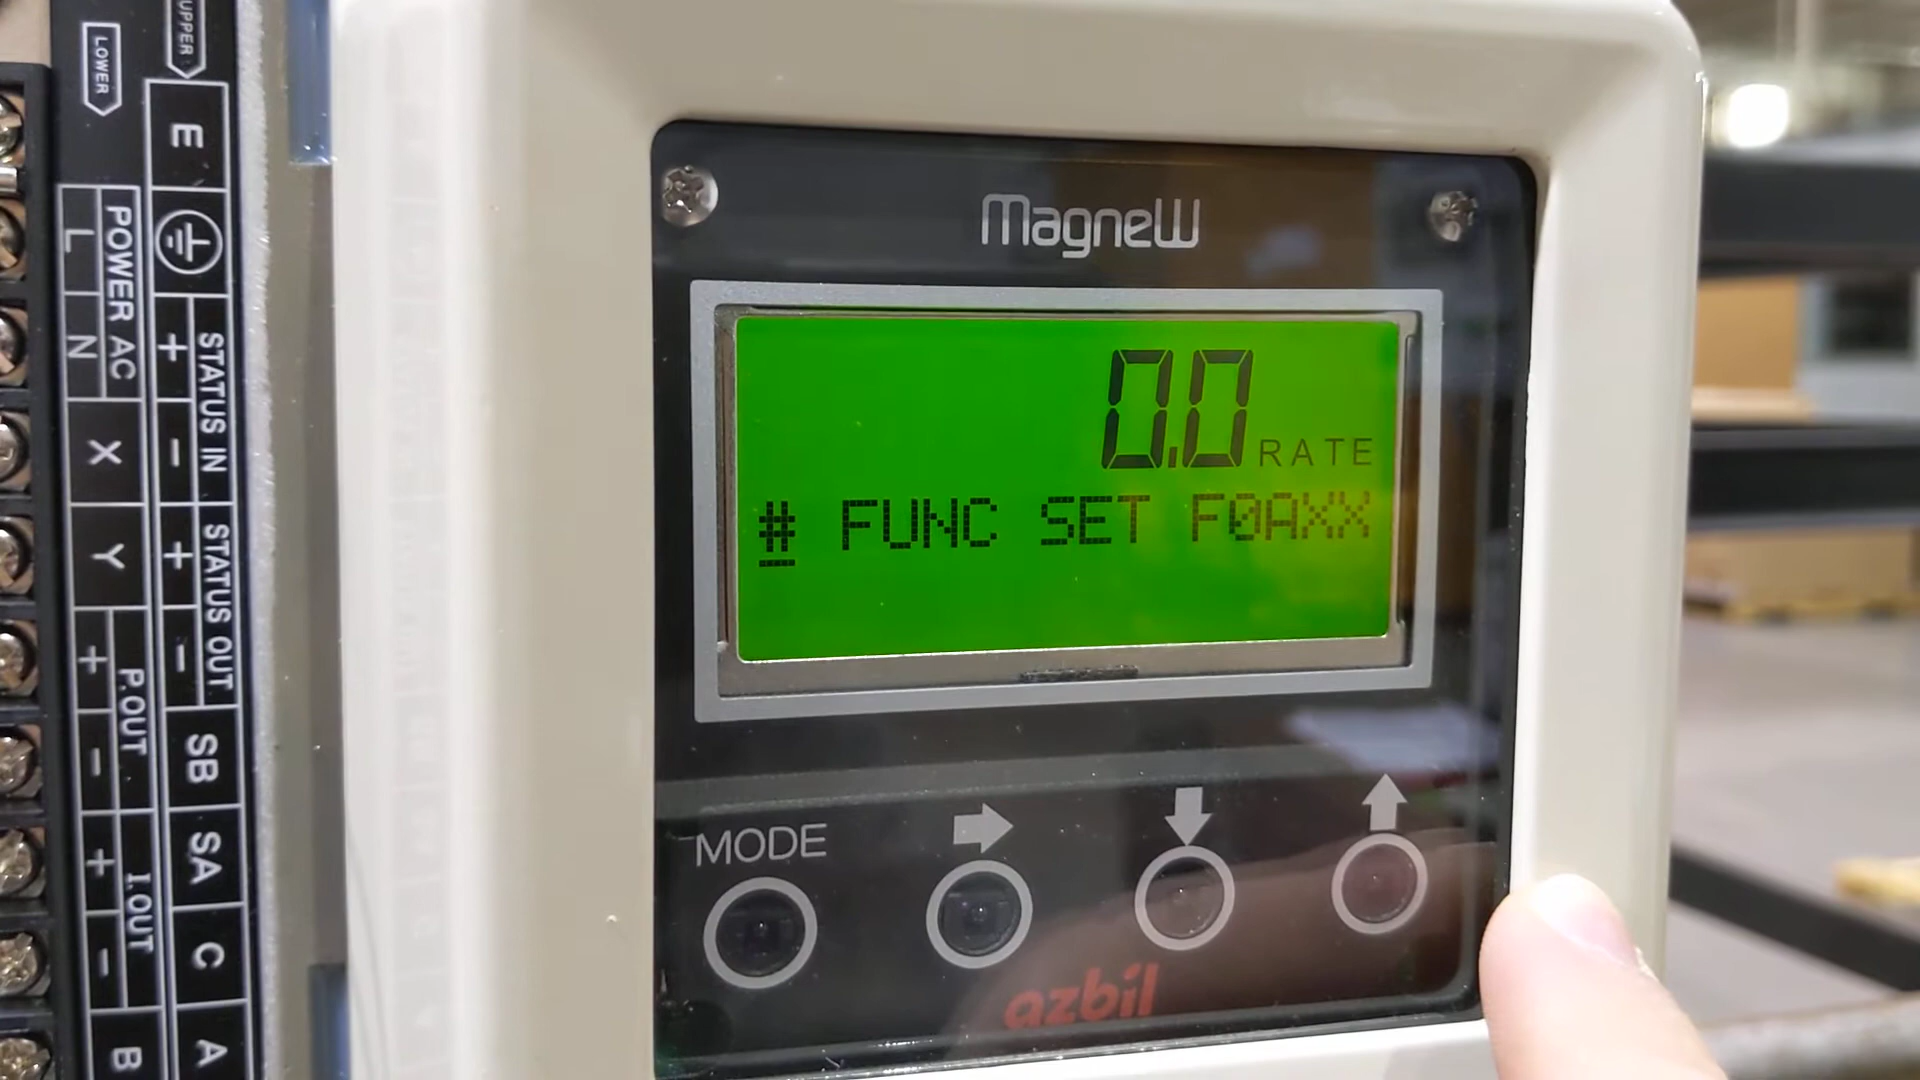 UPPER
LOWER
E
POWER AC
L
N
STATUS IN
+
-
X
Y
STATUS OUT
+
-
P.OUT
+
-
SB
SA
I.OUT
+
-
C
B
A
MagneW
0.0 RATE
# FUNC SET F0AXX
MODE
azbil